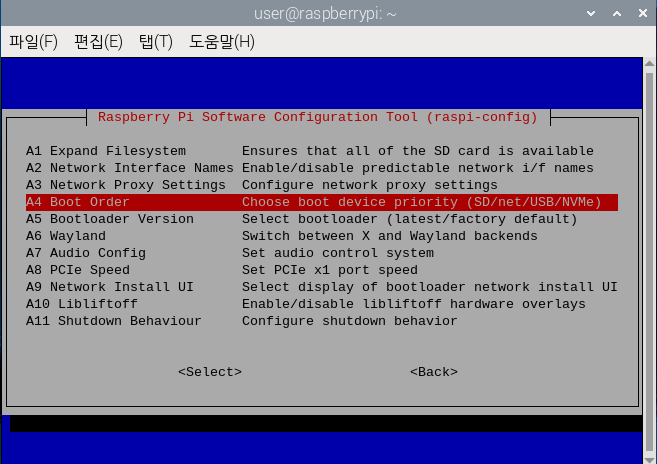 user@raspberrypi: ~
파일(F) 편집(E) 탭(T) 도움말(H)
Raspberry Pi Software Configuration Tool (raspi-config)
A1 Expand Filesystem Ensures that all of the SD card is available
A2 Network Interface Names Enable/disable predictable network i/f names
A3 Network Proxy Settings Configure network proxy settings
A4 Boot Order Choose boot device priority (SD/net/USB/NVMe)
A5 Bootloader Version Select bootloader (latest/factory default)
A6 Wayland Switch between X and Wayland backends
A7 Audio Config Set audio control system
A8 PCIe Speed Set PCIe x1 port speed
A9 Network Install UI Select display of bootloader network install UI
A10 Libliftoff Enable/disable libliftoff hardware overlays
A11 Shutdown Behaviour Configure shutdown behavior
<Select> <Back>